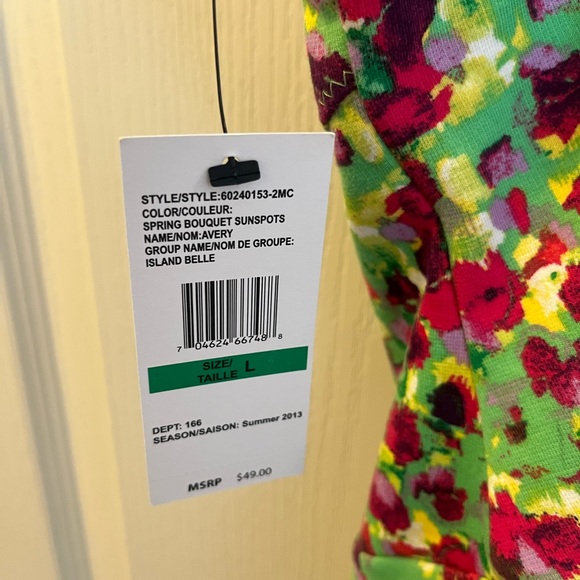 STYLE/STYLE:60240153-2MC
COLOR/COULEUR:
SPRING BOUQUET SUNSPOTS
NAME/NOM:AVERY
GROUP NAME/NOM DE GROUPE:
ISLAND BELLE
7 04624 66748 8
SIZE/
TAILLE L
DEPT: 166
SEASON/SAISON: Summer 2013
MSRP $49.00